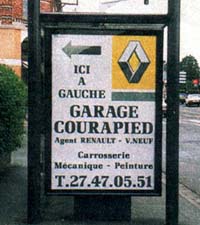 ICI
A
GAUCHE
GARAGE
COURAPIED
Agent RENAULT - V.NEUF
Carrosserie
Mécanique - Peinture
T.27.47.05.51